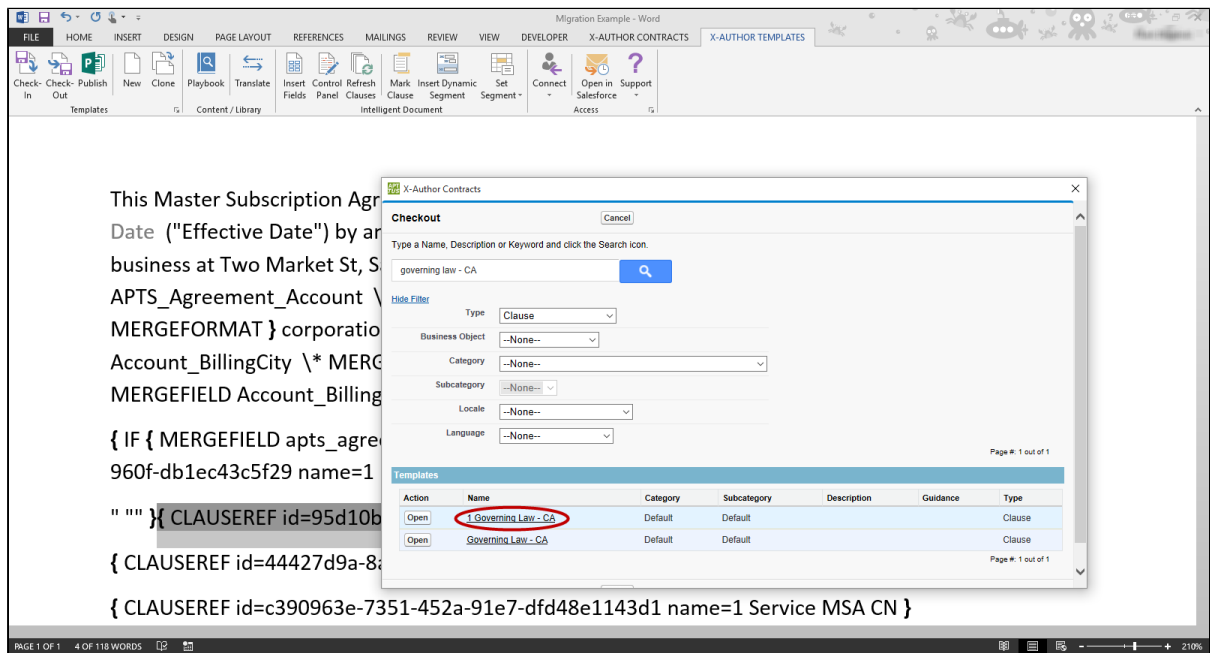 MIgration Example - Word
FILE HOME INSERT DESIGN PAGE LAYOUT REFERENCES MAILINGS REVIEW VIEW DEVELOPER X-AUTHOR CONTRACTS X-AUTHOR TEMPLATES
Check- Check- Publish New Clone Playbook Translate Insert Control Refresh Mark Insert Dynamic Set Connect Open in Support
In Out Fields Panel Clauses Clause Segment Segment Salesforce
Templates Content / Library Intelligent Document Access
This Master Subscription Agr
Date ("Effective Date") by ar
business at Two Market St, S
APTS_Agreement_Account \
MERGEFORMAT } corporatio
Account_BillingCity \* MERG
MERGEFIELD Account_Billing
{ IF { MERGEFIELD apts_agre
960f-db1ec43c5f29 name=1
" "" }{ CLAUSEREF id=95d10b
{ CLAUSEREF id=44427d9a-8a
{ CLAUSEREF id=c390963e-7351-452a-91e7-dfd48e1143d1 name=1 Service MSA CN }
X-Author Contracts
Checkout Cancel
Type a Name, Description or Keyword and click the Search icon.
governing law - CA
Hide Filter
Type Clause
Business Object --None--
Category --None--
Subcategory --None--
Locale --None--
Language --None--
Page #: 1 out of 1
Templates
Action Name Category Subcategory Description Guidance Type
Open 1 Governing Law - CA Default Default Clause
Open Governing Law - CA Default Default Clause
Page #: 1 out of 1
PAGE 1 OF 1 4 OF 118 WORDS 210%